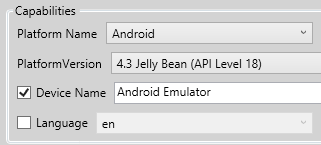 Capabilities
Platform Name Android
PlatformVersion 4.3 Jelly Bean (API Level 18)
Device Name Android Emulator
Language en